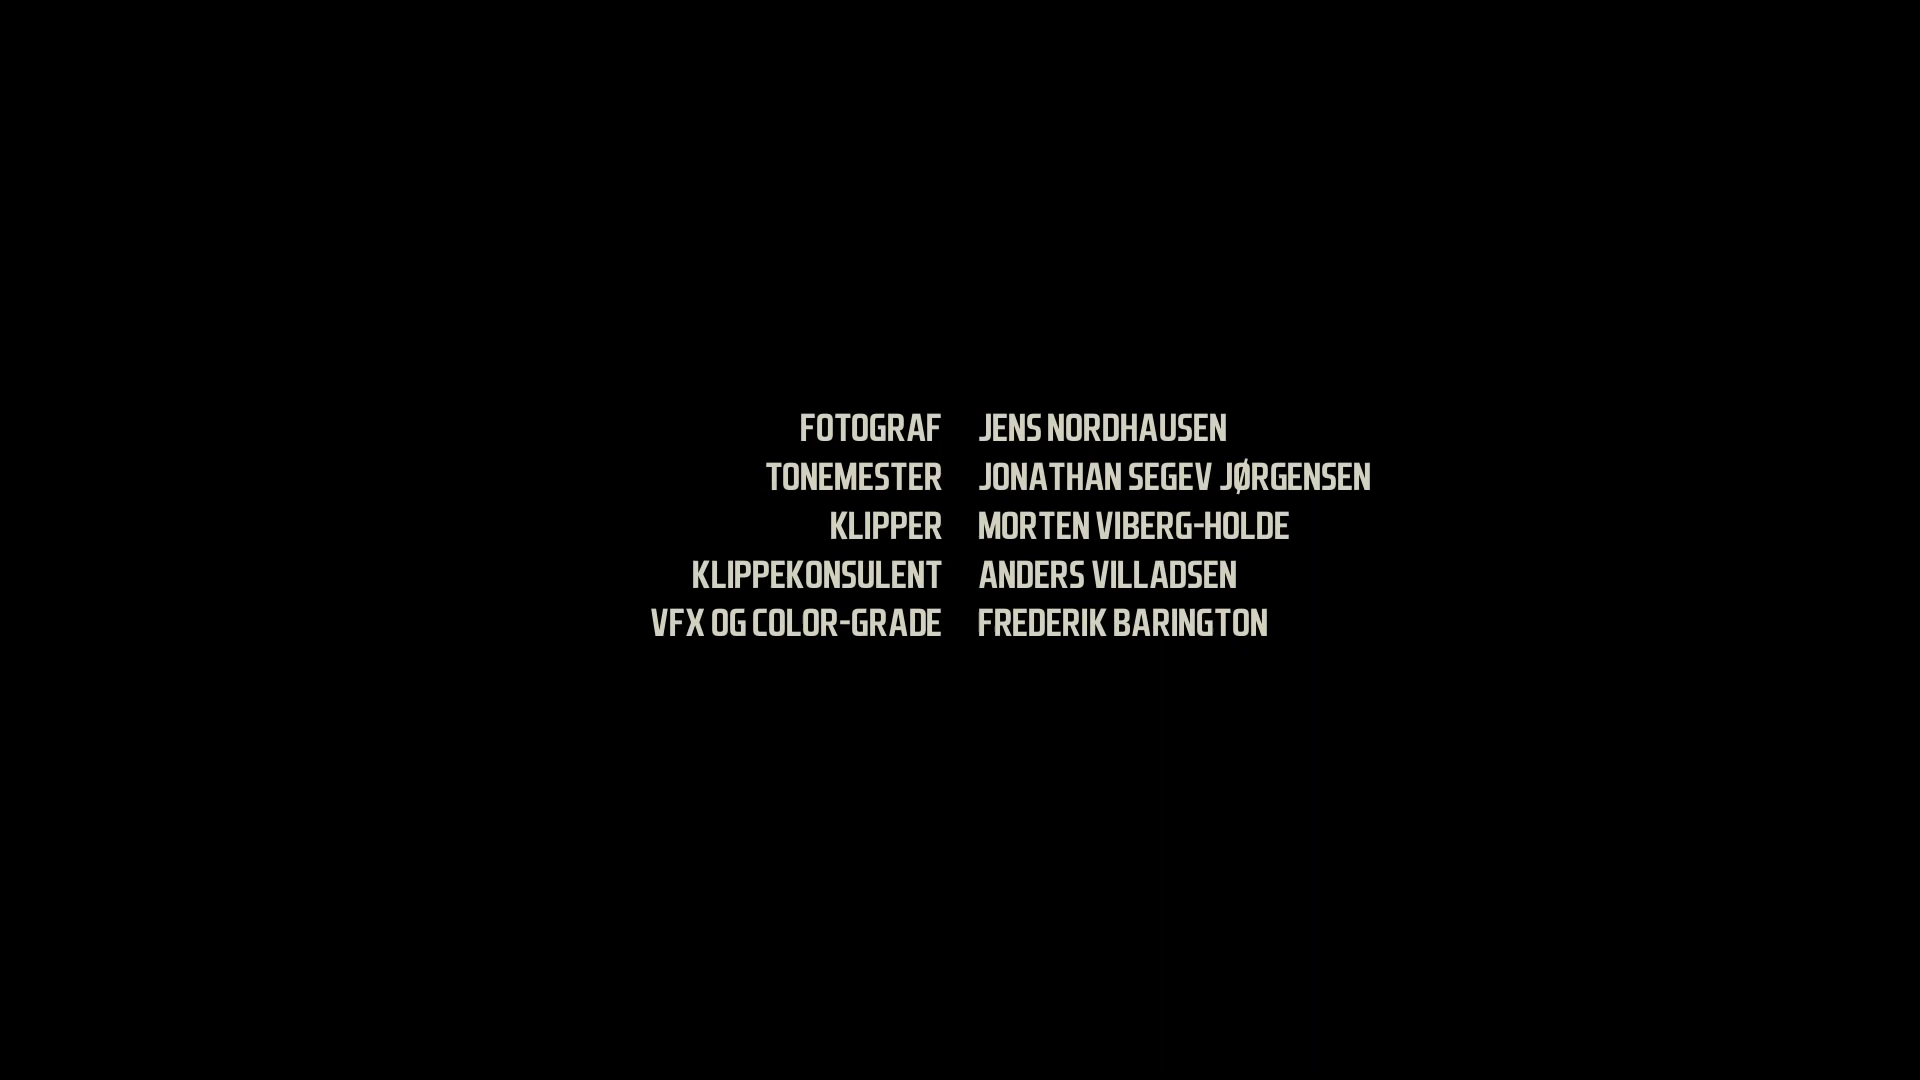 FOTOGRAF JENS NORDHAUSEN
TONEMESTER JONATHAN SEGEV JØRGENSEN
KLIPPER MORTEN VIBERG-HOLDE
KLIPPEKONSULENT ANDERS VILLADSEN
VFX OG COLOR-GRADE FREDERIK BARINGTON